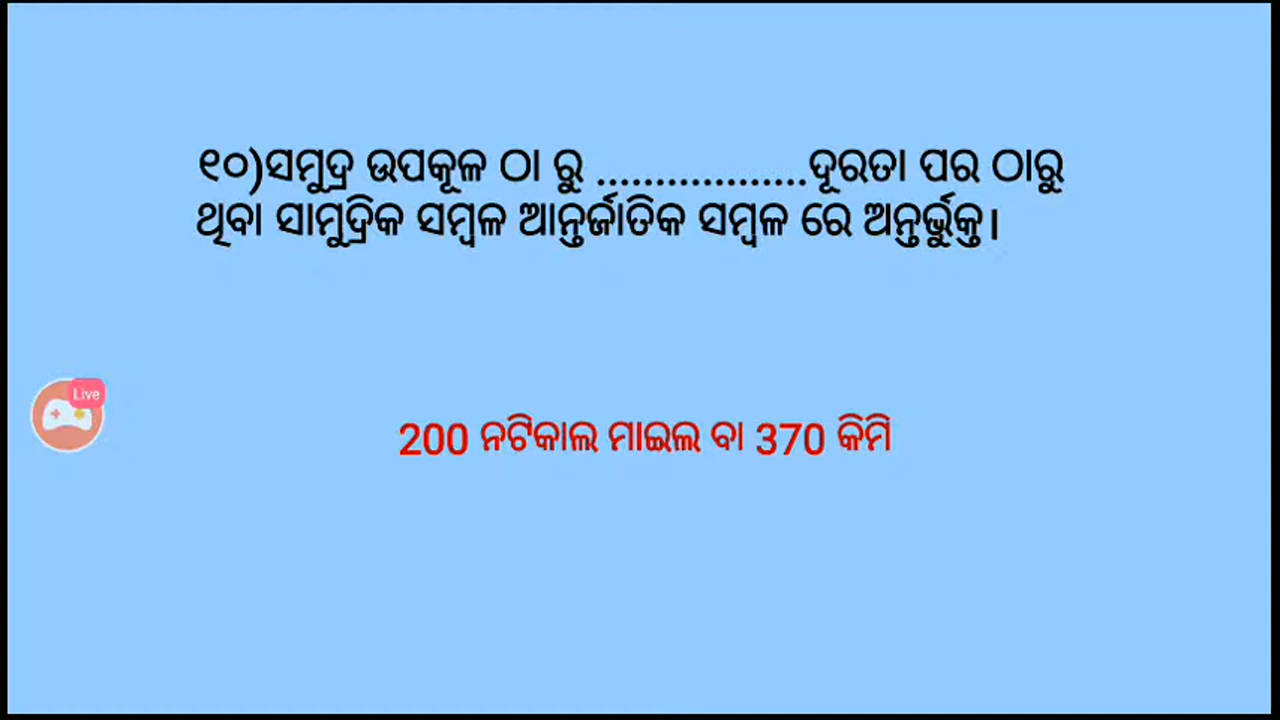 ୧୦)ସମୁଦ୍ର ଉପକୂଳ ଠା ରୁ ..................ଦୂରତା ପର ଠାରୁ
ଥିବା ସାମୁଦ୍ରିକ ସମ୍ବଳ ଆନ୍ତର୍ଜାତିକ ସମ୍ବଳ ରେ ଅନ୍ତର୍ଭୁକ୍ତ।
Live
200 ନଟିକାଲ ମାଇଲ ବା 370 କିମି